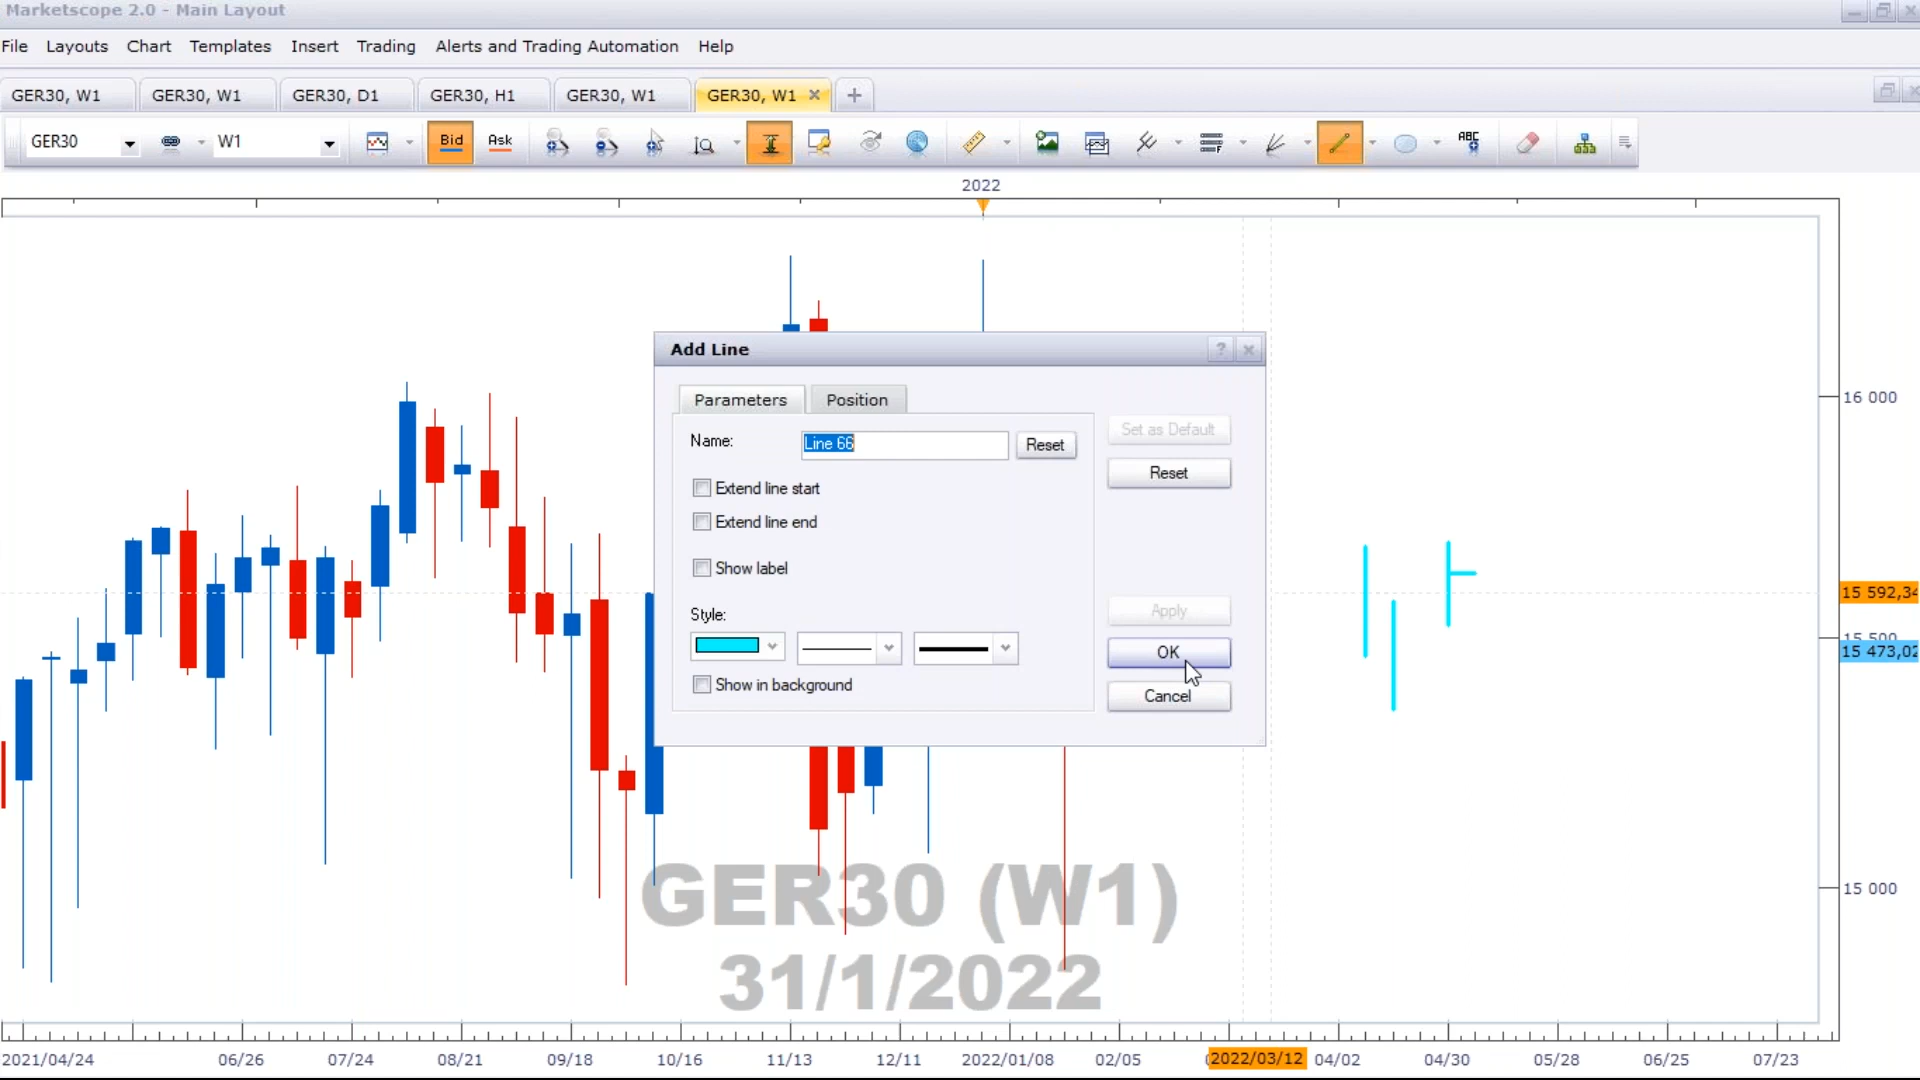 Marketscope 2.0 - Main Layout
File Layouts Chart Templates Insert Trading Alerts and Trading Automation Help
GER30, W1 GER30, W1 GER30, D1 GER30, H1 GER30, W1 GER30, W1
GER30 W1 Bid Ask F ABC
2022
Add Line
Parameters Position
Name: Line 66 Reset
Set as Default
Reset
Extend line start
Extend line end
Show label
Style:
Show in background
Apply
OK
Cancel
16 000
15 592,34
15 500
15 473,02
15 000
GER30 (W1)
31/1/2022
2021/04/24 06/26 07/24 08/21 09/18 10/16 11/13 12/11 2022/01/08 02/05 2022/03/12 04/02 04/30 05/28 06/25 07/23